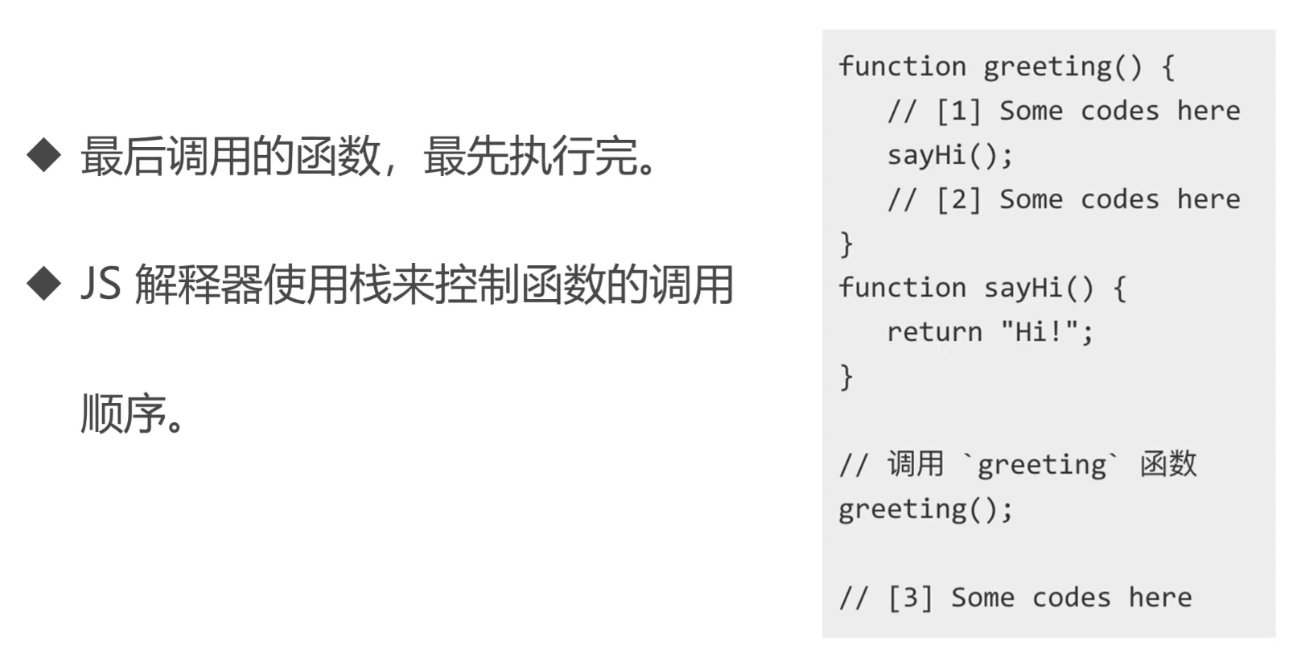 ◆ 最后调用的函数，最先执行完。
◆ JS 解释器使用栈来控制函数的调用
顺序。
function greeting() {
   // [1] Some codes here
   sayHi();
   // [2] Some codes here
}
function sayHi() {
   return "Hi!";
}

// 调用 `greeting` 函数
greeting();

// [3] Some codes here